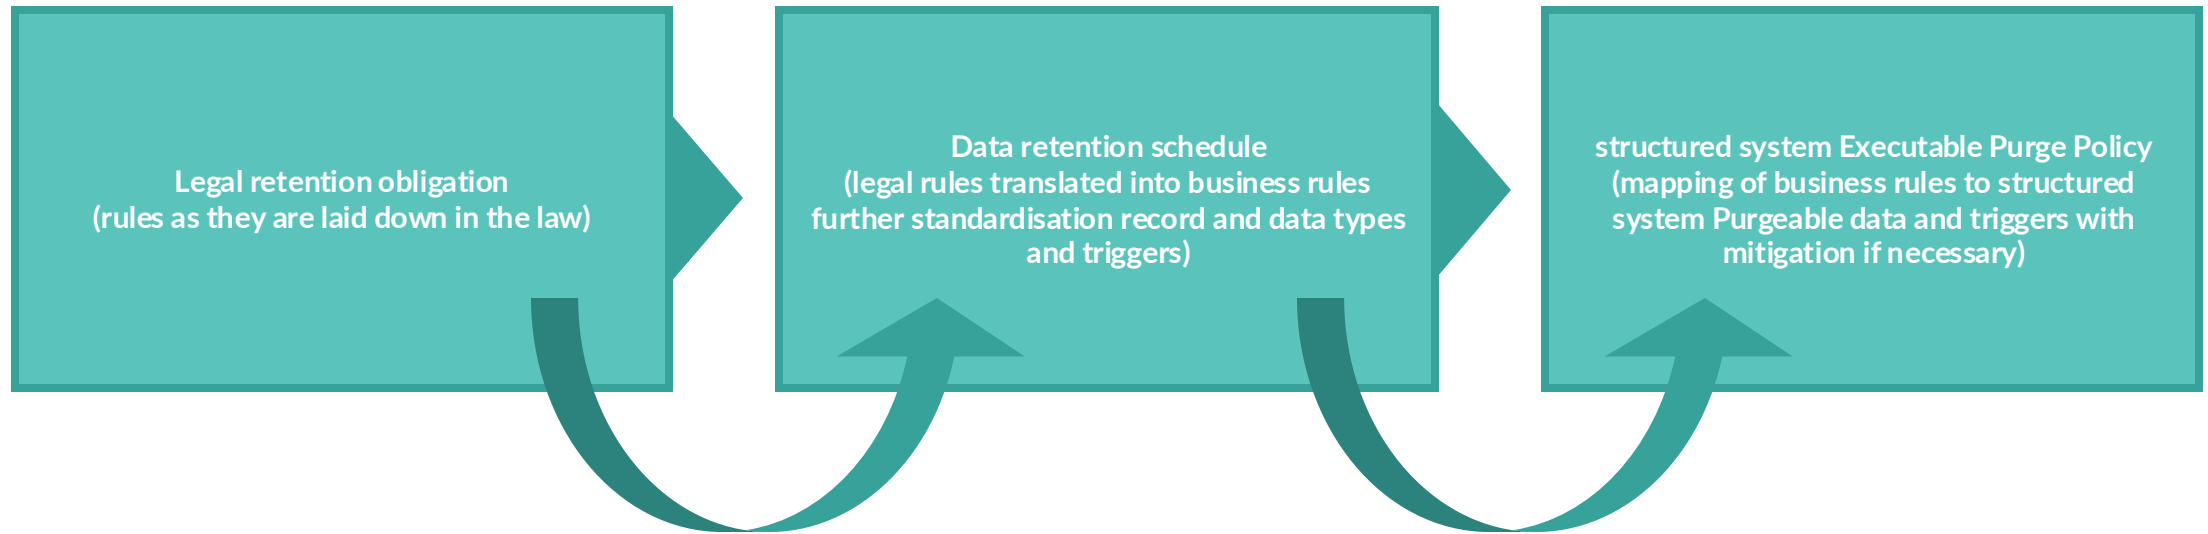 Legal retention obligation
(rules as they are laid down in the law)
Data retention schedule
(legal rules translated into business rules
further standardisation record and data types
and triggers)
structured system Executable Purge Policy
(mapping of business rules to structured
system Purgeable data and triggers with
mitigation if necessary)